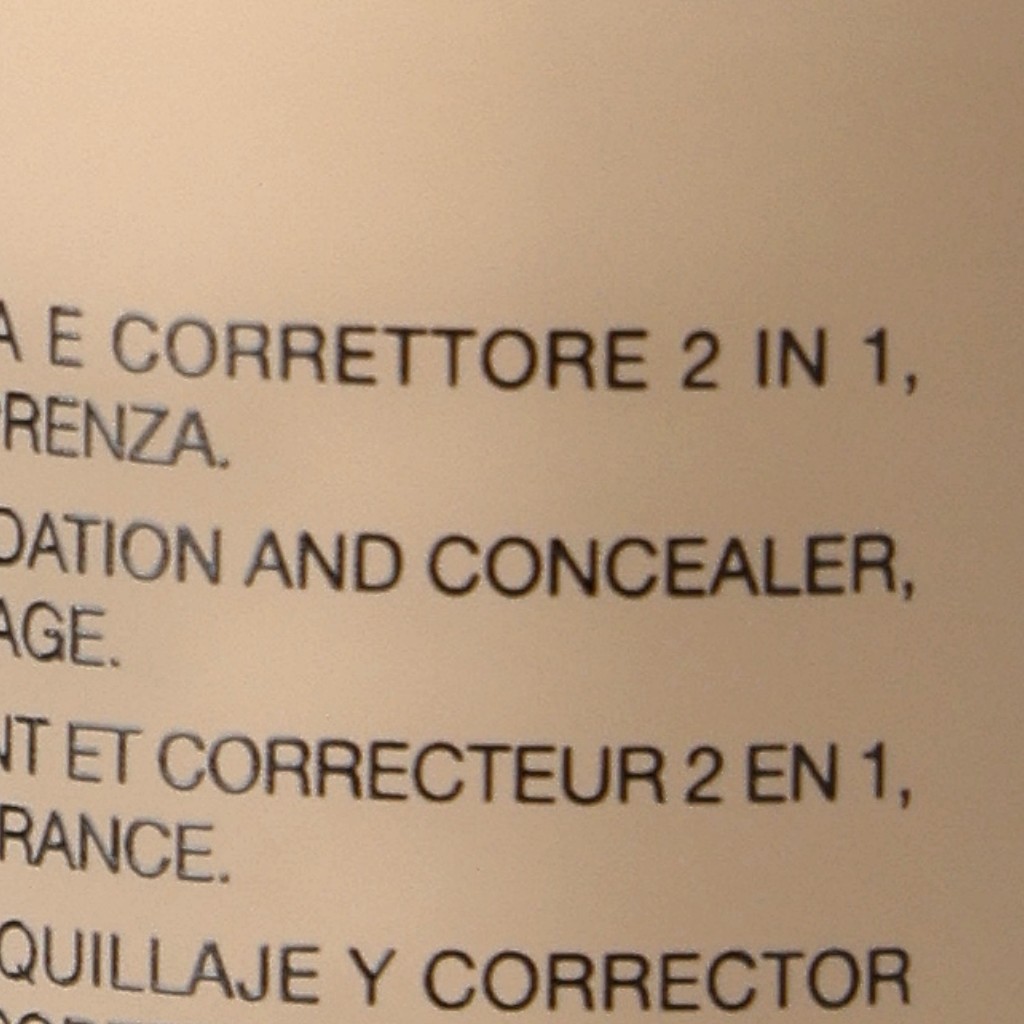 A E CORRETTORE 2 IN 1,
RENZA.
DATION AND CONCEALER,
AGE.
NT ET CORRECTEUR 2 EN 1,
RANCE.
QUILLAJE Y CORRECTOR